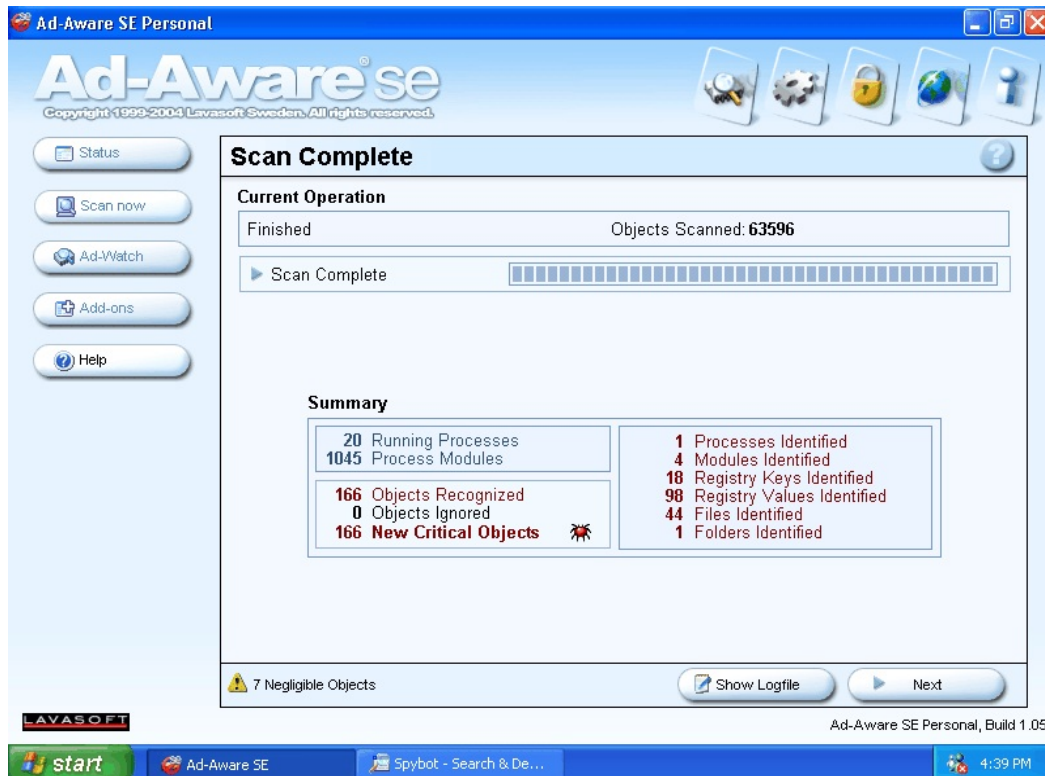 Ad-Aware SE Personal
Ad-Aware SE
Copyright 1999-2004 Lavasoft Sweden. All rights reserved.
Status
Scan now
Ad-Watch
Add-ons
Help
Scan Complete
Current Operation
Finished
Objects Scanned: 63596
Scan Complete
Summary
20 Running Processes
1045 Process Modules
166 Objects Recognized
0 Objects Ignored
166 New Critical Objects
1 Processes Identified
4 Modules Identified
18 Registry Keys Identified
98 Registry Values Identified
44 Files Identified
1 Folders Identified
7 Negligible Objects
Show Logfile
Next
LAVASOFT
Ad-Aware SE Personal, Build 1.05
start
Ad-Aware SE
Spybot - Search & De...
4:39 PM